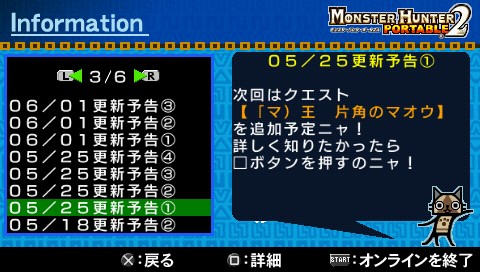 Information
MONSTER HUNTER
PORTABLE 2
L 3/6 R
06/01更新予告③
06/01更新予告②
06/01更新予告①
05/25更新予告④
05/25更新予告③
05/25更新予告②
05/25更新予告①
05/18更新予告②
05/25更新予告①
次回はクエスト
【「マ）王　片角のマオウ】
を追加予定ニャ！
詳しく知りたかったら
□ボタンを押すのニャ！
×:戻る
□:詳細
START:オンラインを終了